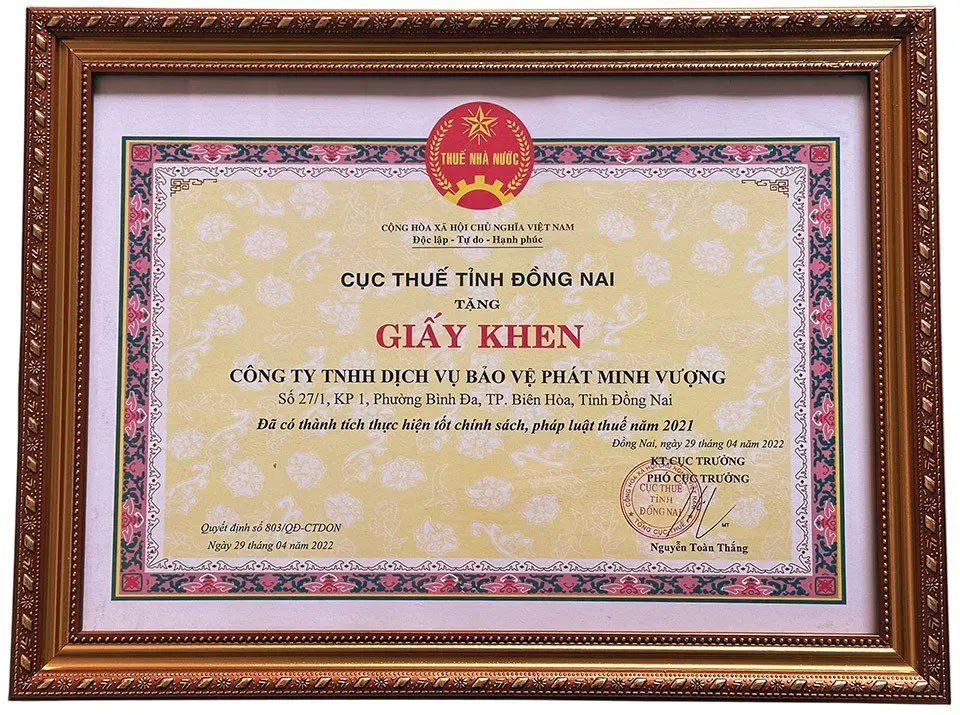 THUẾ NHÀ NƯỚC
CỘNG HÒA XÃ HỘI CHỦ NGHĨA VIỆT NAM
Độc lập - Tự do - Hạnh phúc
CỤC THUẾ TỈNH ĐỒNG NAI
TẶNG
GIẤY KHEN
CÔNG TY TNHH DỊCH VỤ BẢO VỆ PHÁT MINH VƯỢNG
Số 27/1, KP 1, Phường Bình Đa, TP. Biên Hòa, Tỉnh Đồng Nai
Đã có thành tích thực hiện tốt chính sách, pháp luật thuế năm 2021
Đồng Nai, ngày 29 tháng 04 năm 2022
KT.CỤC TRƯỞNG
PHÓ CỤC TRƯỞNG
CỤC THUẾ
TỈNH
ĐỒNG NAI
TỔNG CỤC THUẾ
MT
Nguyễn Toàn Thắng
Quyết định số 803/QĐ-CTDON
Ngày 29 tháng 04 năm 2022